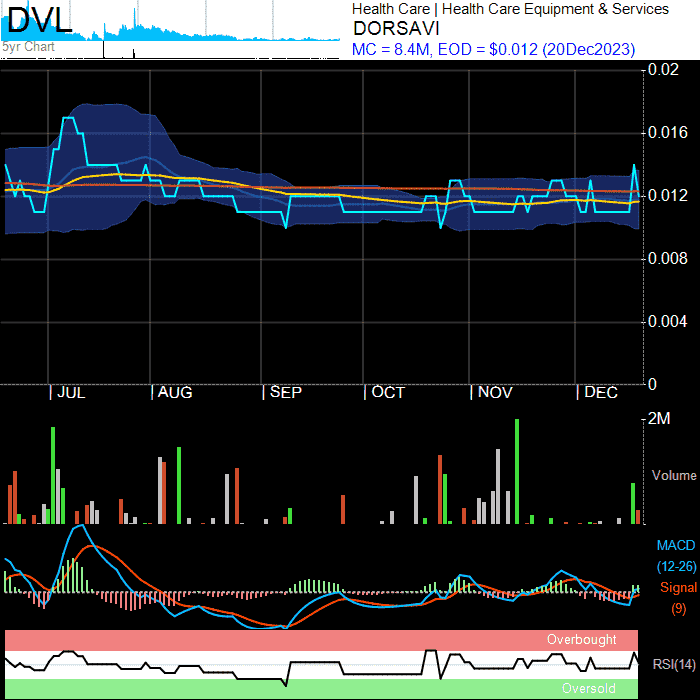 DVL
5yr Chart
Health Care | Health Care Equipment & Services
DORSAVI
MC = 8.4M, EOD = $0.012 (20Dec2023)
0.02
0.016
0.012
0.008
0.004
0
| JUL | AUG | SEP | OCT | NOV | DEC
2M
Volume
MACD
(12-26)
Signal
(9)
Overbought
RSI(14)
Oversold